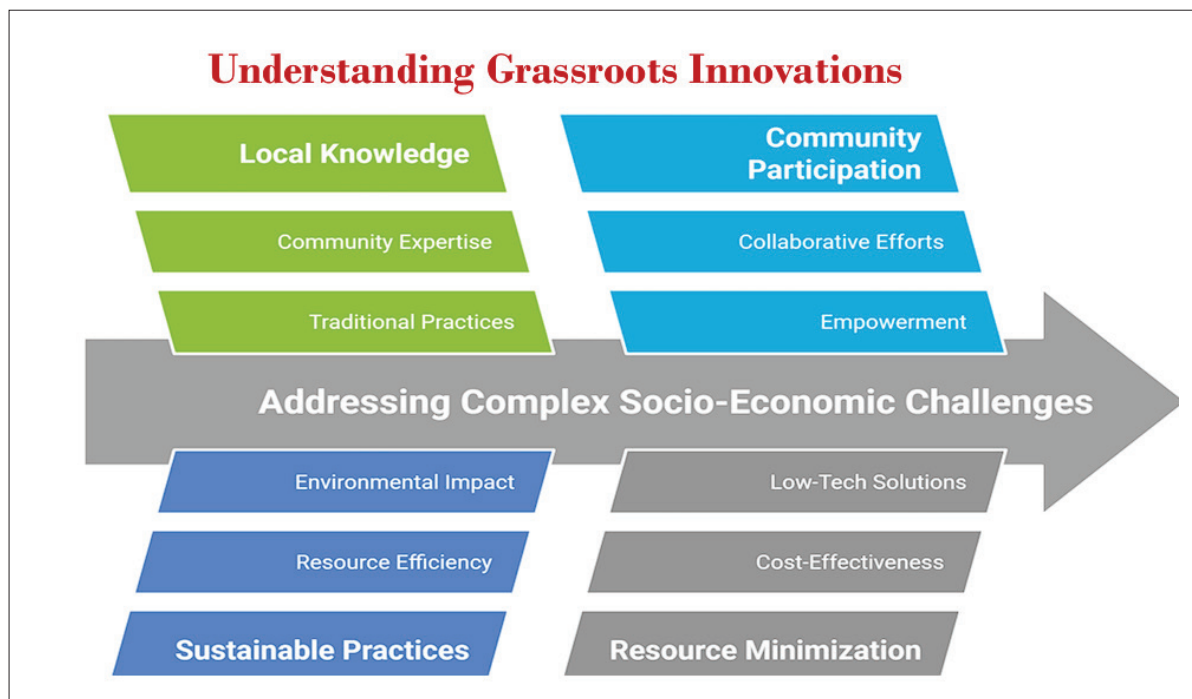 Understanding Grassroots Innovations
Local Knowledge
Community Expertise
Traditional Practices
Community
Participation
Collaborative Efforts
Empowerment
Addressing Complex Socio-Economic Challenges
Environmental Impact
Resource Efficiency
Sustainable Practices
Low-Tech Solutions
Cost-Effectiveness
Resource Minimization